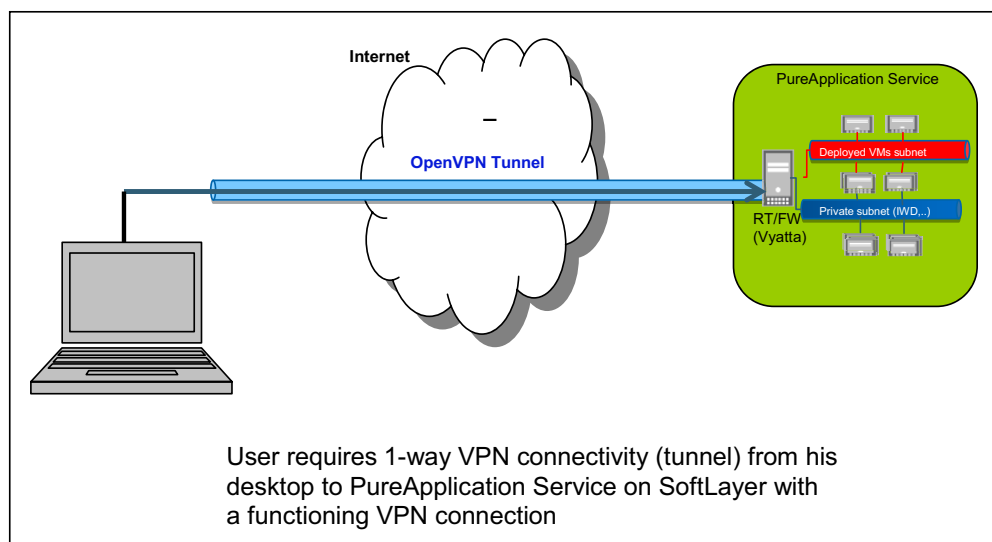 Internet
PureApplication Service
–
OpenVPN Tunnel
Deployed VMs subnet
Private subnet (IWD,..)
RT/FW
(Vyatta)
User requires 1-way VPN connectivity (tunnel) from his
desktop to PureApplication Service on SoftLayer with
a functioning VPN connection